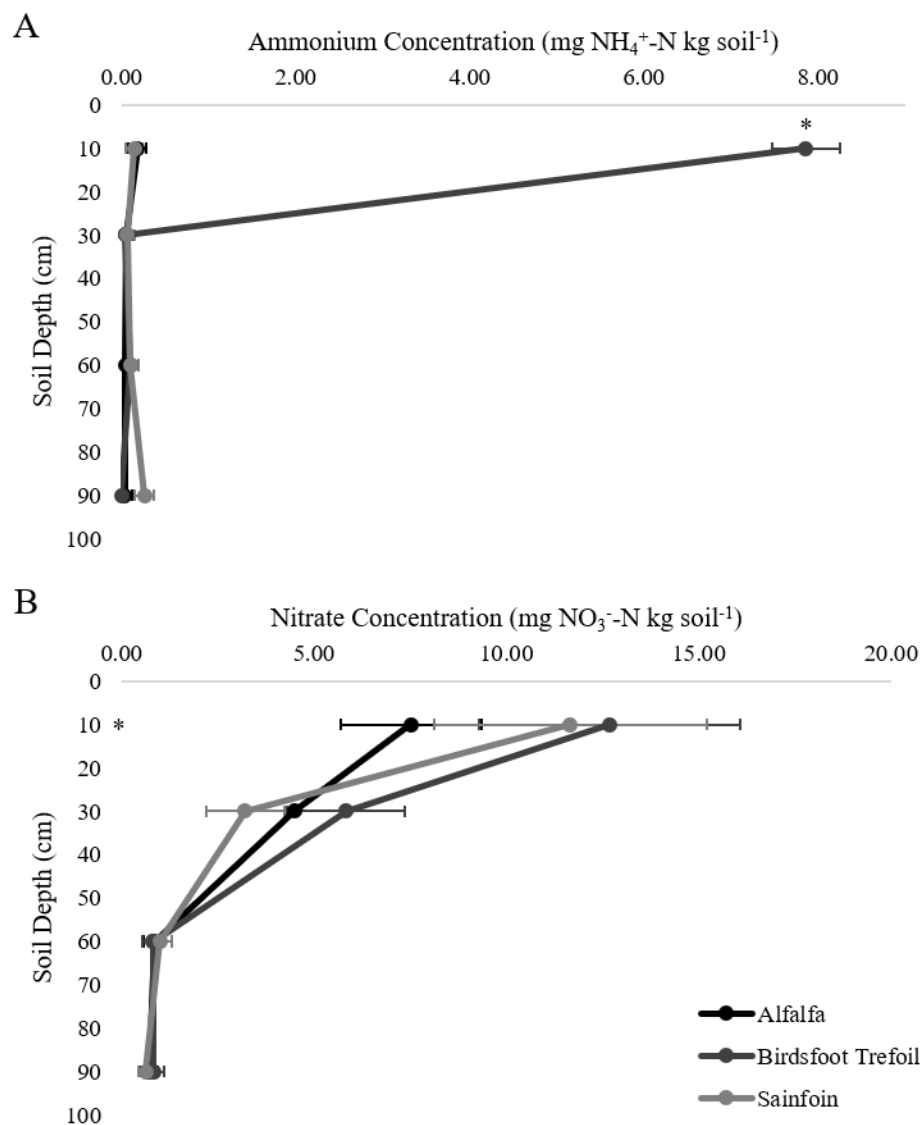 A
Ammonium Concentration (mg NH₄⁺-N kg soil⁻¹)
0.00 2.00 4.00 6.00 8.00
0
*
10
20
30
40
50
60
70
80
90
100
Soil Depth (cm)
B
Nitrate Concentration (mg NO₃⁻-N kg soil⁻¹)
0.00 5.00 10.00 15.00 20.00
0
10 *
20
30
40
50
60
70
80
90
100
Soil Depth (cm)
Alfalfa
Birdsfoot Trefoil
Sainfoin